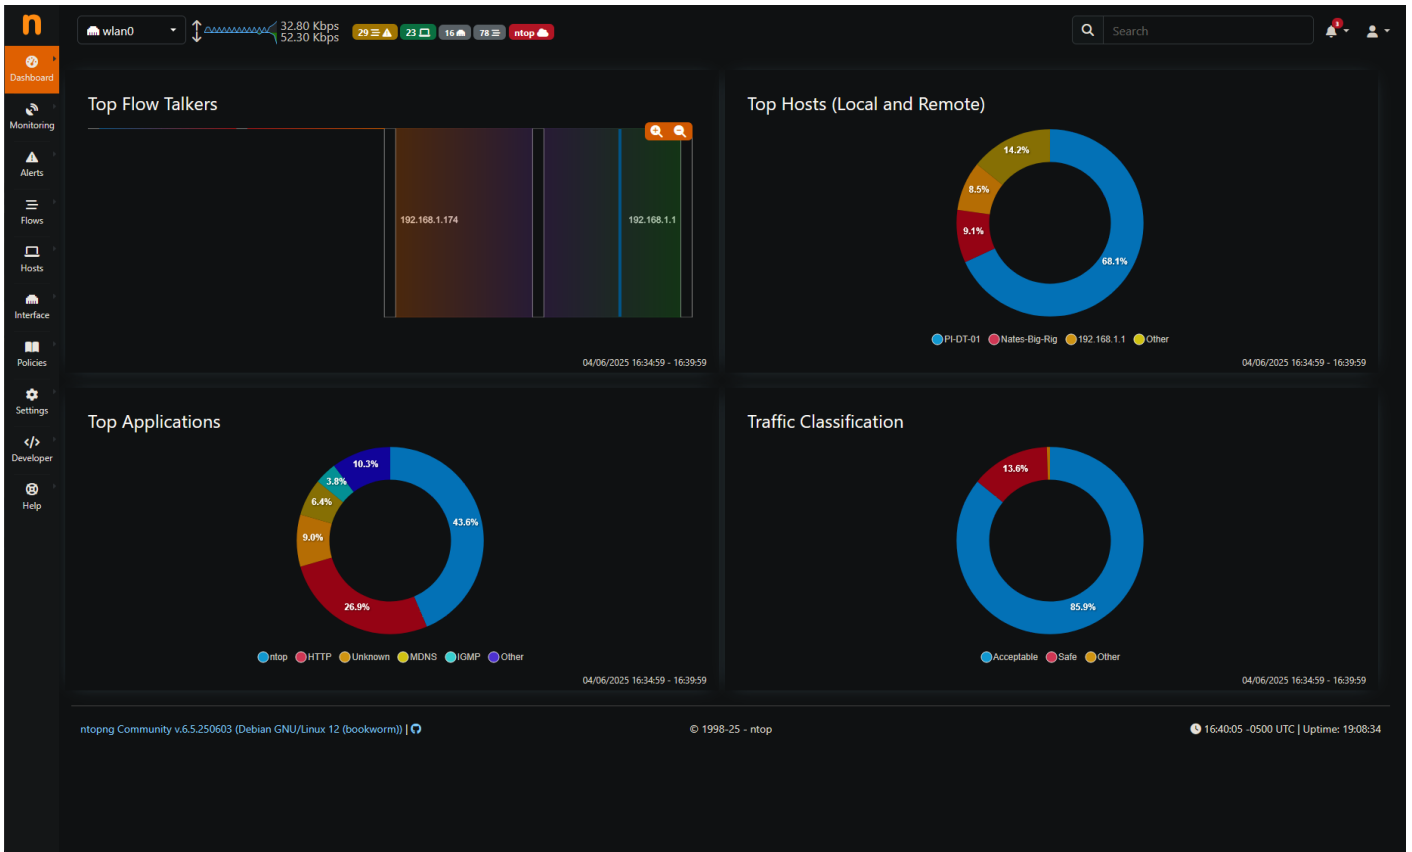 n
wlan0
32.80 Kbps
52.30 Kbps
29
23
16
78
ntop
Search
3
Dashboard
Monitoring
Alerts
Flows
Hosts
Interface
Policies
Settings
Developer
Help
Top Flow Talkers
192.168.1.174
192.168.1.1
04/06/2025 16:34:59 - 16:39:59
Top Hosts (Local and Remote)
14.2%
8.5%
9.1%
68.1%
PI-DT-01 Nates-Big-Rig 192.168.1.1 Other
04/06/2025 16:34:59 - 16:39:59
Top Applications
10.3%
3.8%
6.4%
43.6%
9.0%
26.9%
ntop HTTP Unknown MDNS IGMP Other
04/06/2025 16:34:59 - 16:39:59
Traffic Classification
13.6%
85.9%
Acceptable Safe Other
04/06/2025 16:34:59 - 16:39:59
ntopng Community v.6.5.250603 (Debian GNU/Linux 12 (bookworm)) |
© 1998-25 - ntop
16:40:05 -0500 UTC | Uptime: 19:08:34